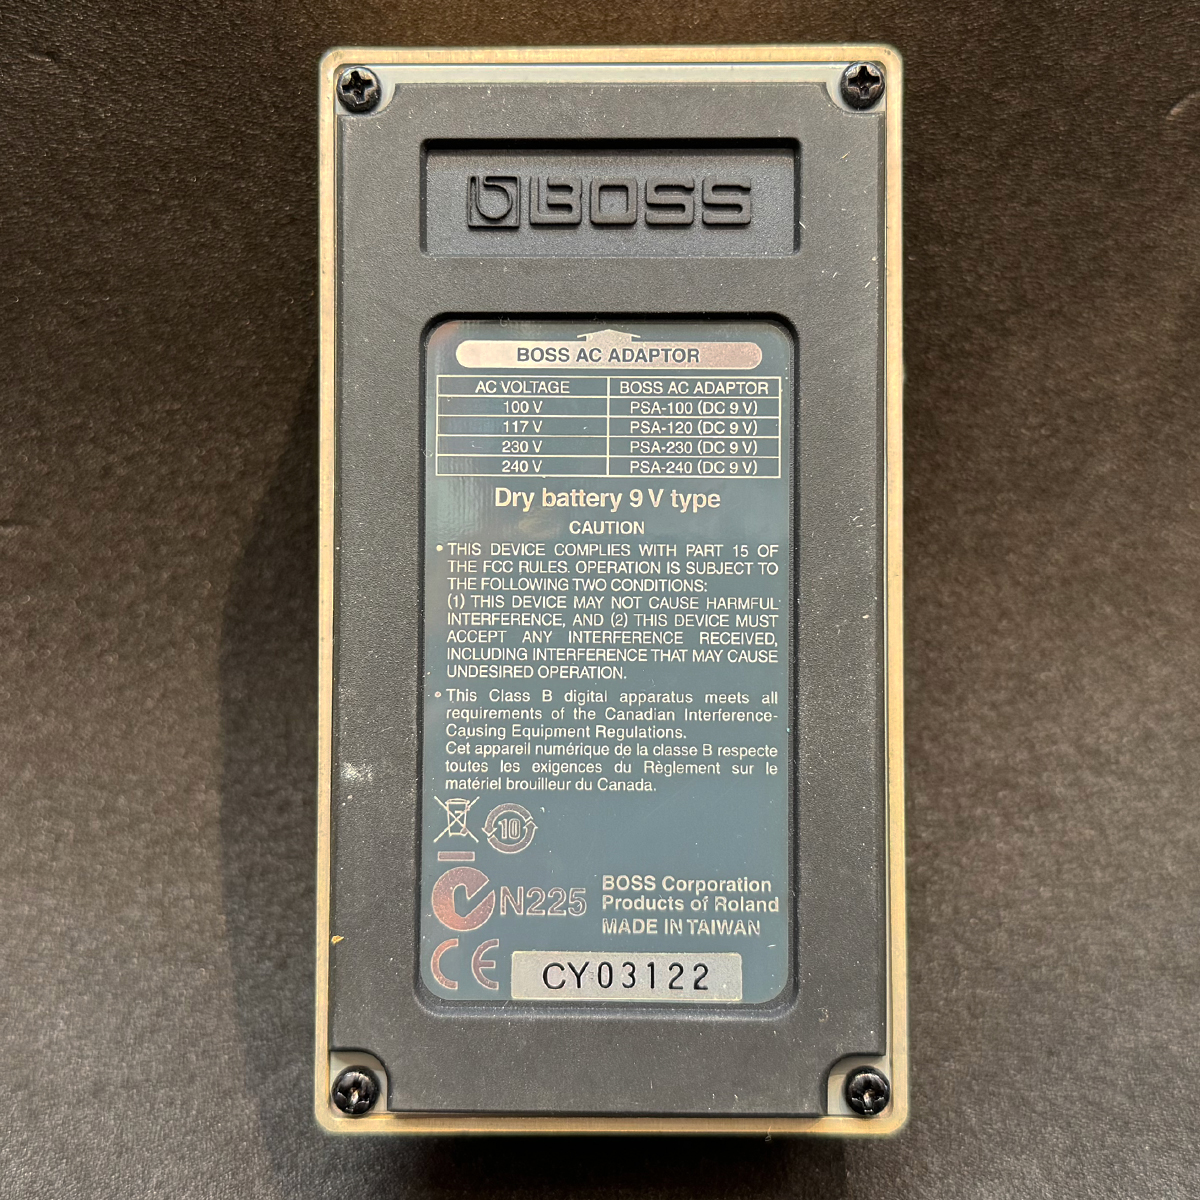 BOSS
BOSS AC ADAPTOR
AC VOLTAGE BOSS AC ADAPTOR
100 V PSA-100 (DC 9 V)
117 V PSA-120 (DC 9 V)
230 V PSA-230 (DC 9 V)
240 V PSA-240 (DC 9 V)
Dry battery 9 V type
CAUTION
• THIS DEVICE COMPLIES WITH PART 15 OF
THE FCC RULES. OPERATION IS SUBJECT TO
THE FOLLOWING TWO CONDITIONS:
(1) THIS DEVICE MAY NOT CAUSE HARMFUL
INTERFERENCE, AND (2) THIS DEVICE MUST
ACCEPT ANY INTERFERENCE RECEIVED,
INCLUDING INTERFERENCE THAT MAY CAUSE
UNDESIRED OPERATION.
• This Class B digital apparatus meets all
requirements of the Canadian Interference-
Causing Equipment Regulations.
Cet appareil numérique de la classe B respecte
toutes les exigences du Règlement sur le
matériel brouilleur du Canada.
10
N225
BOSS Corporation
Products of Roland
MADE IN TAIWAN
CE
CY03122